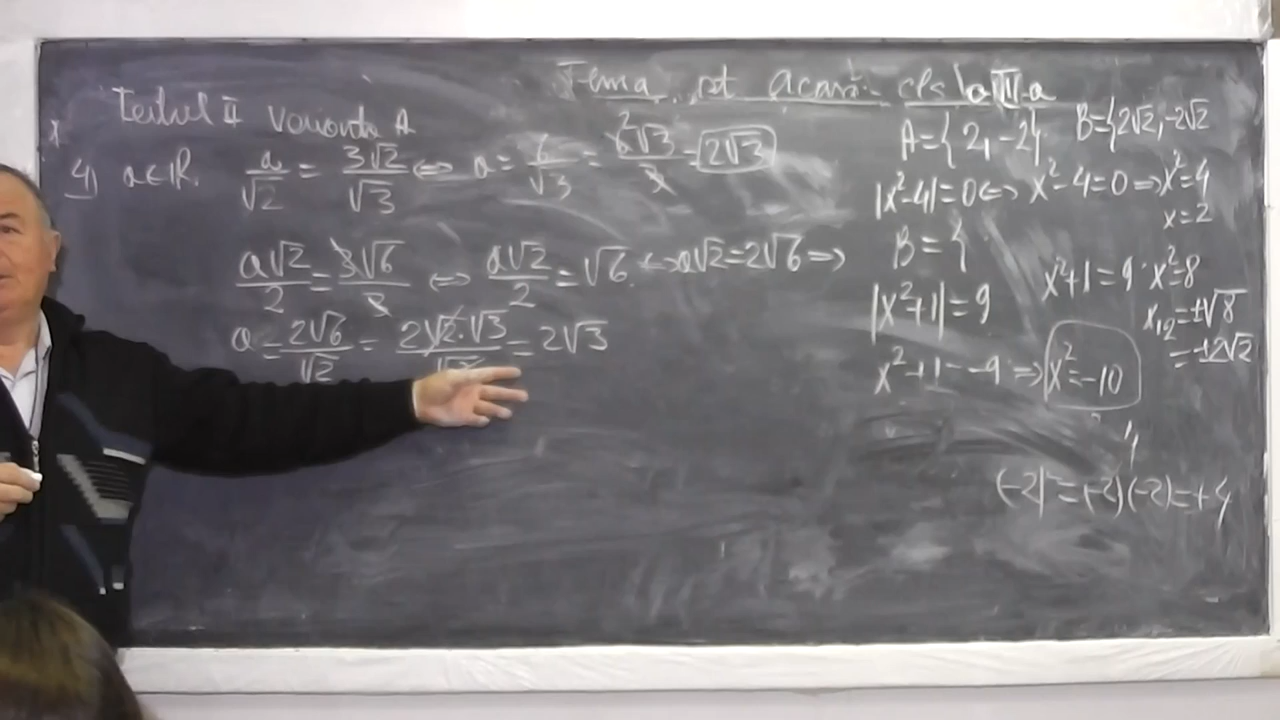 Tema
cls a VII-a
Testul II Varianta A
4) a∈R. a/√2 = 3√2/√3 ⇔ a = 6/√3 = 6√3/3 = 2√3
a√2/2 = 3√6/3 ⇔ a√2/2 = √6 ⇔ a√2 = 2√6 ⇒
a = 2√6/√2 = 2√2·√3/√2 = 2√3
A = { 2, -2} B = {2√2, -2√2
|x²-4| = 0 ⇔ x²-4 = 0 ⇒ x² = 4
x = 2
B = {
|x²+1| = 9 x²+1 = 9 x² = 8
x₁₂ = ±√8
= ±2√2
x²+1 = -9 ⇒ x² = -10
(-2)² = (-2)(-2) = +4